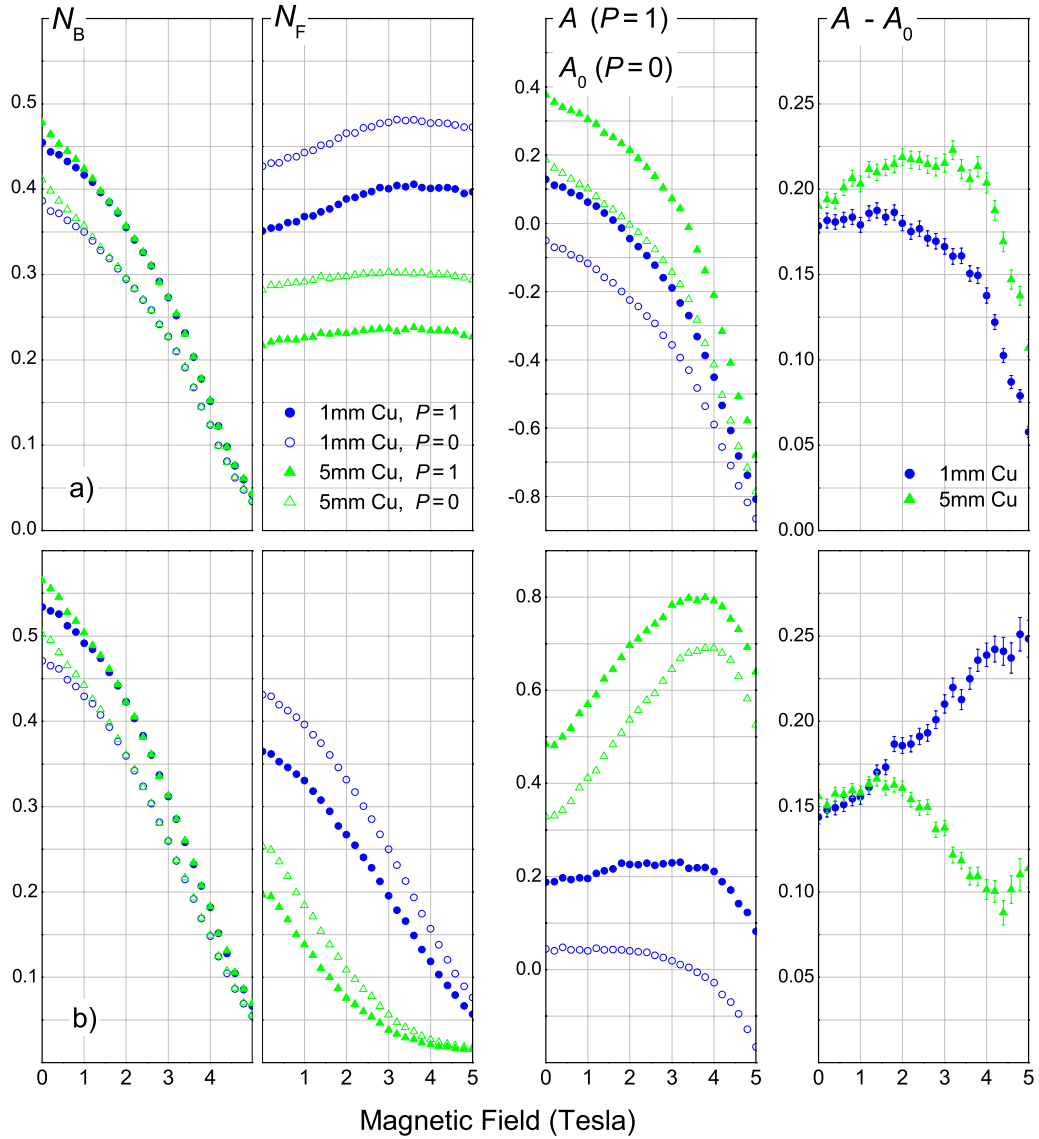 N_B
N_F
A (P=1)
A - A_0
A_0 (P=0)
0.5
0.4
0.3
0.2
0.1
0.0
a)
1mm Cu, P=1
1mm Cu, P=0
5mm Cu, P=1
5mm Cu, P=0
0.4
0.2
0.0
-0.2
-0.4
-0.6
-0.8
0.25
0.20
0.15
0.10
0.05
0.00
1mm Cu
5mm Cu
0.5
0.4
0.3
0.2
0.1
b)
0.8
0.6
0.4
0.2
0.0
0.25
0.20
0.15
0.10
0.05
0 1 2 3 4
0 1 2 3 4 5
0 1 2 3 4 5
0 1 2 3 4 5
Magnetic Field (Tesla)